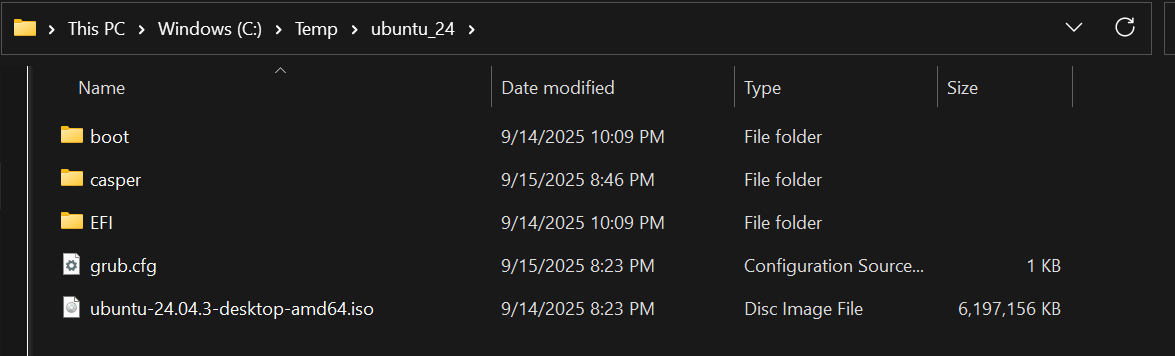 This PC > Windows (C:) > Temp > ubuntu_24 >
Name Date modified Type Size
boot 9/14/2025 10:09 PM File folder
casper 9/15/2025 8:46 PM File folder
EFI 9/14/2025 10:09 PM File folder
grub.cfg 9/15/2025 8:23 PM Configuration Source... 1 KB
ubuntu-24.04.3-desktop-amd64.iso 9/14/2025 8:23 PM Disc Image File 6,197,156 KB